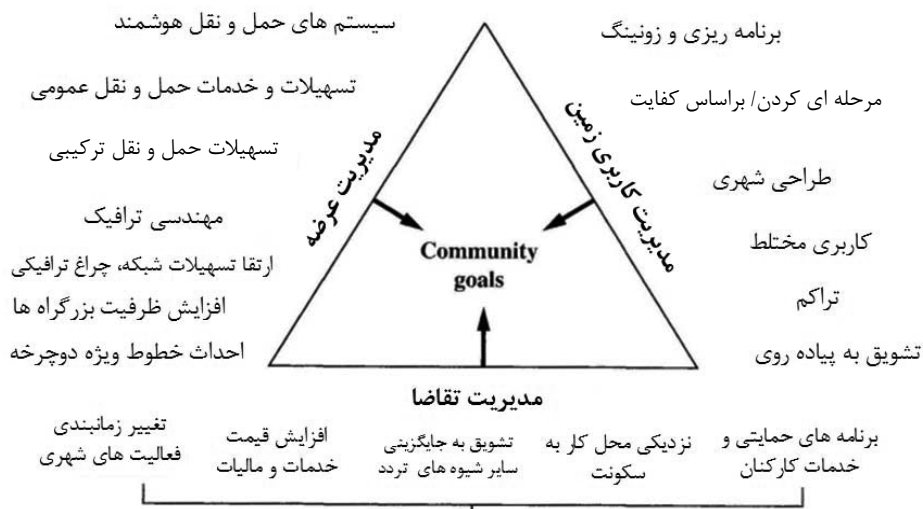 سیستم های حمل و نقل هوشمند
تسهیلات و خدمات حمل و نقل عمومی
تسهیلات حمل و نقل ترکیبی
مهندسی ترافیک
ارتقا تسهیلات شبکه، چراغ ترافیکی
افزایش ظرفیت بزرگراه ها
احداث خطوط ویژه دوچرخه
مدیریت عرضه
برنامه ریزی و زونینگ
مرحله ای کردن/ براساس کفایت
طراحی شهری
کاربری مختلط
تراکم
تشویق به پیاده روی
مدیریت کاربری زمین
Community
goals
مدیریت تقاضا
برنامه های حمایتی و
خدمات کارکنان
نزدیکی محل کار به
سکونت
تشویق به جایگزینی
سایر شیوه های تردد
افزایش قیمت
خدمات و مالیات
تغییر زمانبندی
فعالیت های شهری